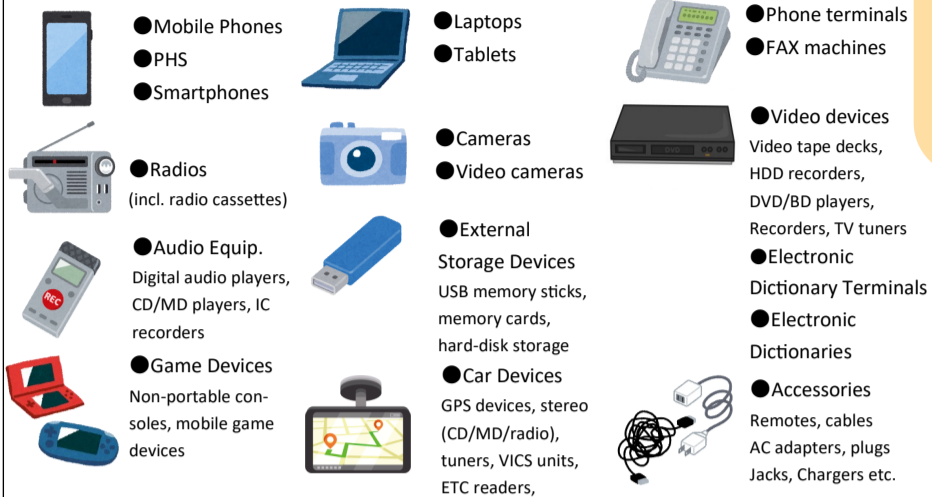 ●Mobile Phones
●PHS
●Smartphones
●Radios
(incl. radio cassettes)
●Audio Equip.
Digital audio players,
CD/MD players, IC
recorders
REC
●Game Devices
Non-portable con-
soles, mobile game
devices
●Laptops
●Tablets
●Cameras
●Video cameras
●External
Storage Devices
USB memory sticks,
memory cards,
hard-disk storage
●Car Devices
GPS devices, stereo
(CD/MD/radio),
tuners, VICS units,
ETC readers,
●Phone terminals
●FAX machines
DVD
●Video devices
Video tape decks,
HDD recorders,
DVD/BD players,
Recorders, TV tuners
●Electronic
Dictionary Terminals
●Electronic
Dictionaries
●Accessories
Remotes, cables
AC adapters, plugs
Jacks, Chargers etc.